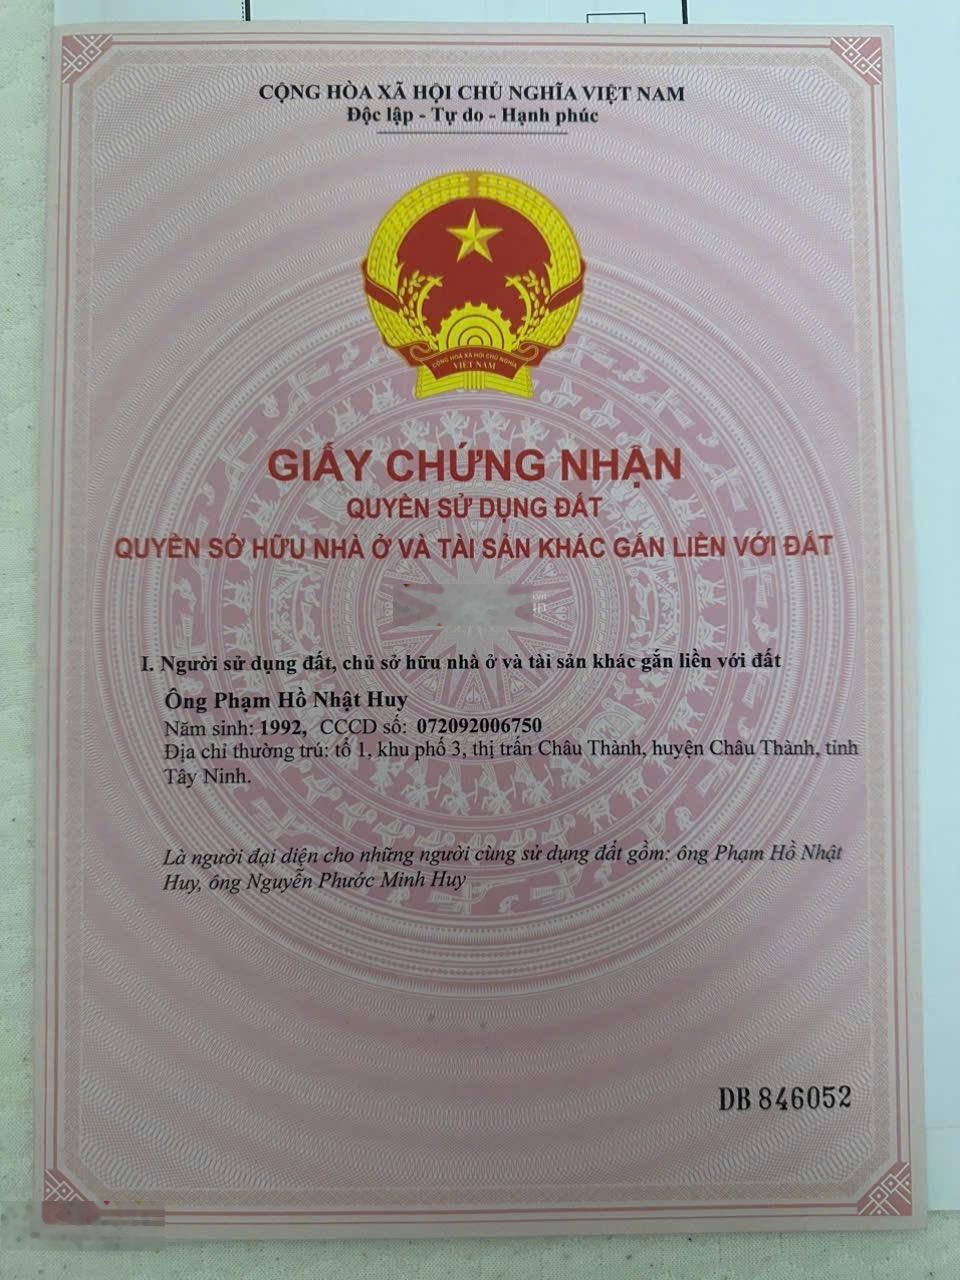 CỘNG HÒA XÃ HỘI CHỦ NGHĨA VIỆT NAM
Độc lập - Tự do - Hạnh phúc
CỘNG HOÀ XÃ HỘI CHỦ NGHĨA
VIỆT NAM
GIẤY CHỨNG NHẬN
QUYỀN SỬ DỤNG ĐẤT
QUYỀN SỞ HỮU NHÀ Ở VÀ TÀI SẢN KHÁC GẮN LIỀN VỚI ĐẤT
I. Người sử dụng đất, chủ sở hữu nhà ở và tài sản khác gắn liền với đất
Ông Phạm Hồ Nhật Huy
Năm sinh: 1992, CCCD số: 072092006750
Địa chỉ thường trú: tổ 1, khu phố 3, thị trấn Châu Thành, huyện Châu Thành, tỉnh
Tây Ninh.
Là người đại diện cho những người cùng sử dụng đất gồm: ông Phạm Hồ Nhật
Huy, ông Nguyễn Phước Minh Huy
DB 846052